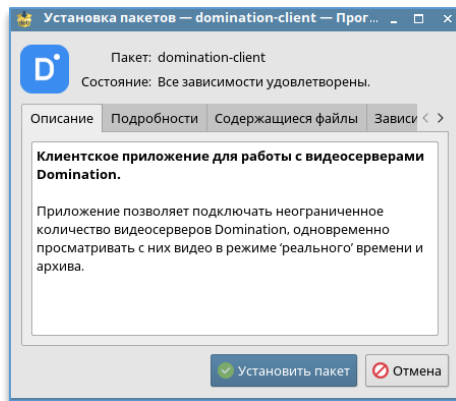 Установка пакетов — domination-client — Прог...
Пакет: domination-client
Состояние: Все зависимости удовлетворены.
Описание Подробности Содержащиеся файлы Зависи
Клиентское приложение для работы с видеосерверами
Domination.
Приложение позволяет подключать неограниченное
количество видеосерверов Domination, одновременно
просматривать с них видео в режиме ‘реального’ времени и
архива.
Установить пакет Отмена